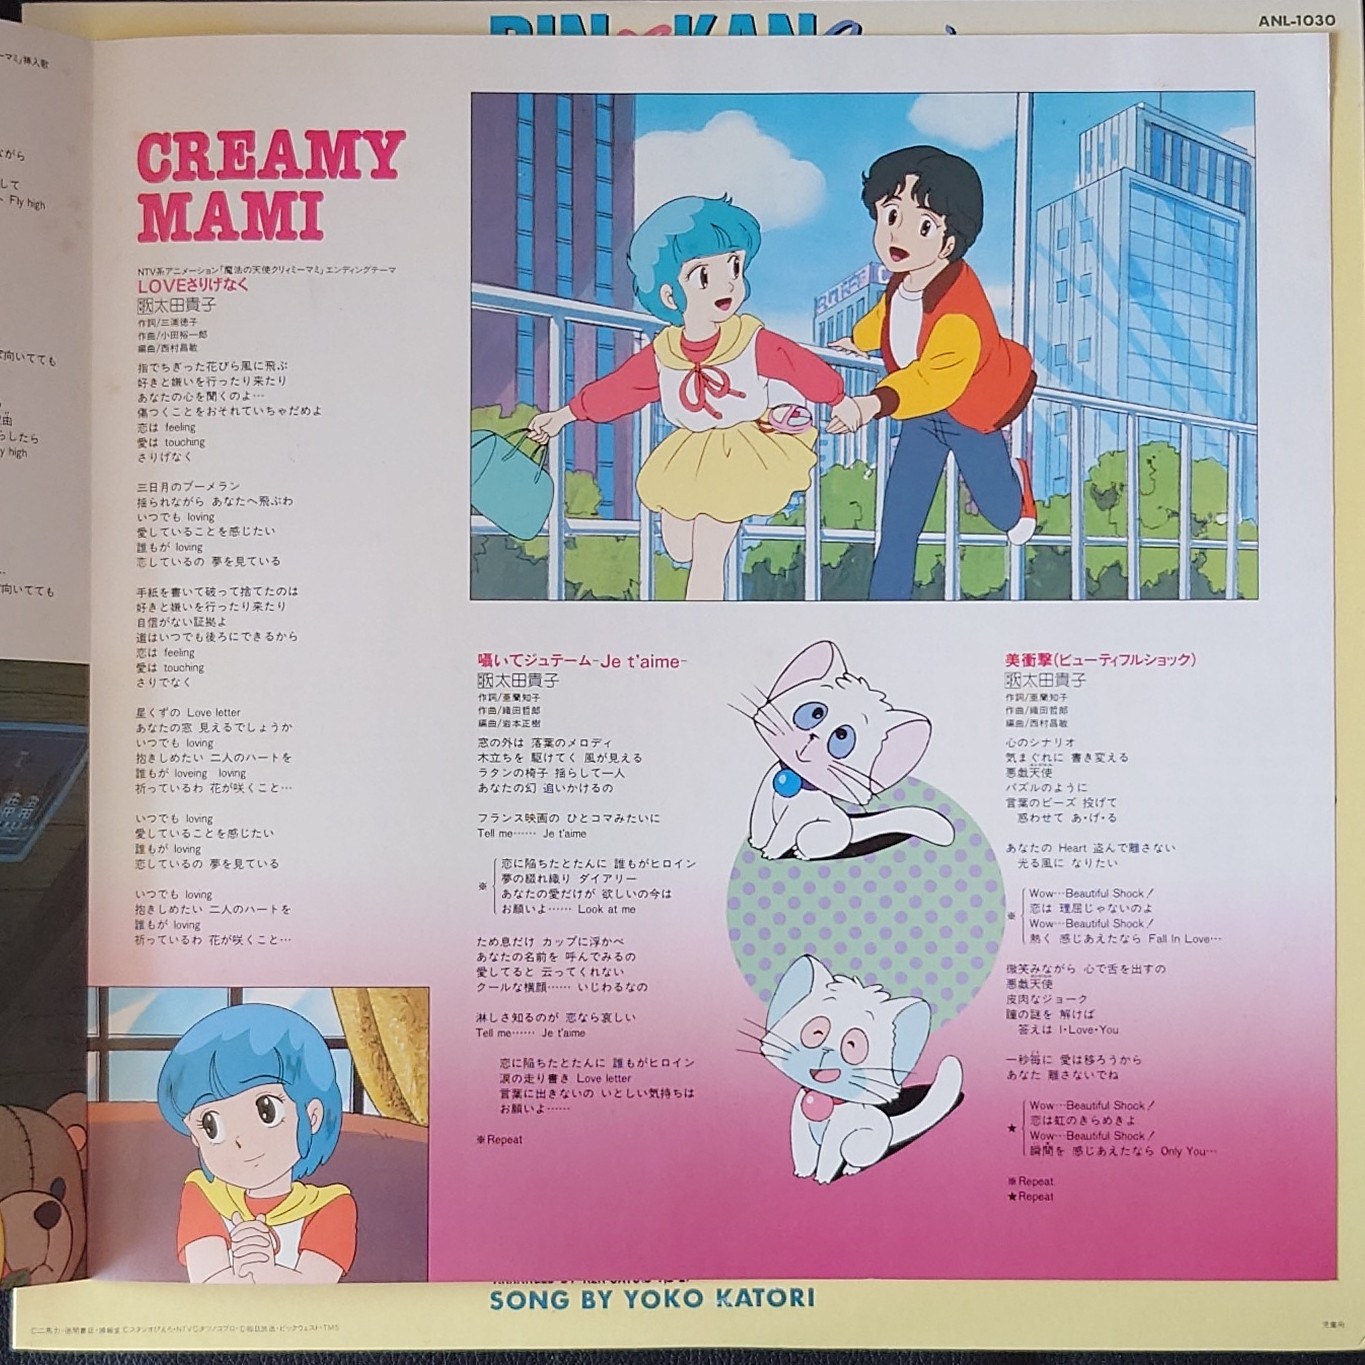 ANL-1030
ーマミ」挿入歌
ながら
して
Fly high
向いてても
らしたら
y high
向いてても
CREAMY
MAMI
NTV系アニメーション「魔法の天使クリィミーマミ」エンディングテーマ
LOVEさりげなく
歌太田貴子
作詞/三浦徳子
作曲/小田裕一郎
編曲/西村昌敏
指でちぎった花びら風に飛ぶ
好きと嫌いを行ったり来たり
あなたの心を聞くのよ…
傷つくことをおそれていちゃだめよ
恋は feeling
愛は touching
さりげなく
三日月のブーメラン
揺られながら あなたへ飛ぶわ
いつでも loving
愛していることを感じたい
誰もが loving
恋しているの 夢を見ている
手紙を書いて破って捨てたのは
好きと嫌いを行ったり来たり
自信がない証拠よ
道はいつでも後ろにできるから
恋は feeling
愛は touching
さりでなく
星くずの Love letter
あなたの窓 見えるでしょうか
いつでも loving
抱きしめたい 二人のハートを
誰もが loveing loving
祈っているわ 花が咲くこと…
いつでも loving
愛していることを感じたい
誰もが loving
恋しているの 夢を見ている
いつでも loving
抱きしめたい 二人のハートを
誰もが loving
祈っているわ 花が咲くこと…
囁いてジュテーム-Je t'aime-
歌太田貴子
作詞/亜蘭知子
作曲/織田哲郎
編曲/岩本正樹
窓の外は 落葉のメロディ
木立ちを 駆けてく 風が見える
ラタンの椅子 揺らして一人
あなたの幻 追いかけるの
フランス映画の ひとコマみたいに
Tell me…… Je t'aime
※
恋に陥ちたとたんに 誰もがヒロイン
夢の綴れ織り ダイアリー
あなたの愛だけが 欲しいの今は
お願いよ…… Look at me
ため息だけ カップに浮かべ
あなたの名前を 呼んでみるの
愛してると 云ってくれない
クールな横顔…… いじわるなの
淋しさ知るのが 恋なら哀しい
Tell me…… Je t'aime
恋に陥ちたとたんに 誰もがヒロイン
涙の走り書き Love letter
言葉に出きないの いとしい気持ちは
お願いよ……
※Repeat
美衝撃(ビューティフルショック)
歌太田貴子
作詞/亜蘭知子
作曲/織田哲郎
編曲/西村昌敏
心のシナリオ
気まぐれに 書き変える
悪戯天使
パズルのように
言葉のピース 投げて
惑わせて あ・げ・る
あなたの Heart 盗んで離さない
光る風に なりたい
※
Wow…Beautiful Shock!
恋は 理屈じゃないのよ
Wow…Beautiful Shock!
熱く 感じあえたなら Fall In Love…
微笑みながら 心で舌を出すの
悪戯天使
皮肉なジョーク
瞳の謎を 解けば
答えは I・Love・You
一秒毎に 愛は移ろうから
あなた 離さないでね
★
Wow…Beautiful Shock!
恋は虹のきらめきよ
Wow…Beautiful Shock!
瞬間を 感じあえたなら Only You…
※Repeat
★Repeat
SONG BY YOKO KATORI